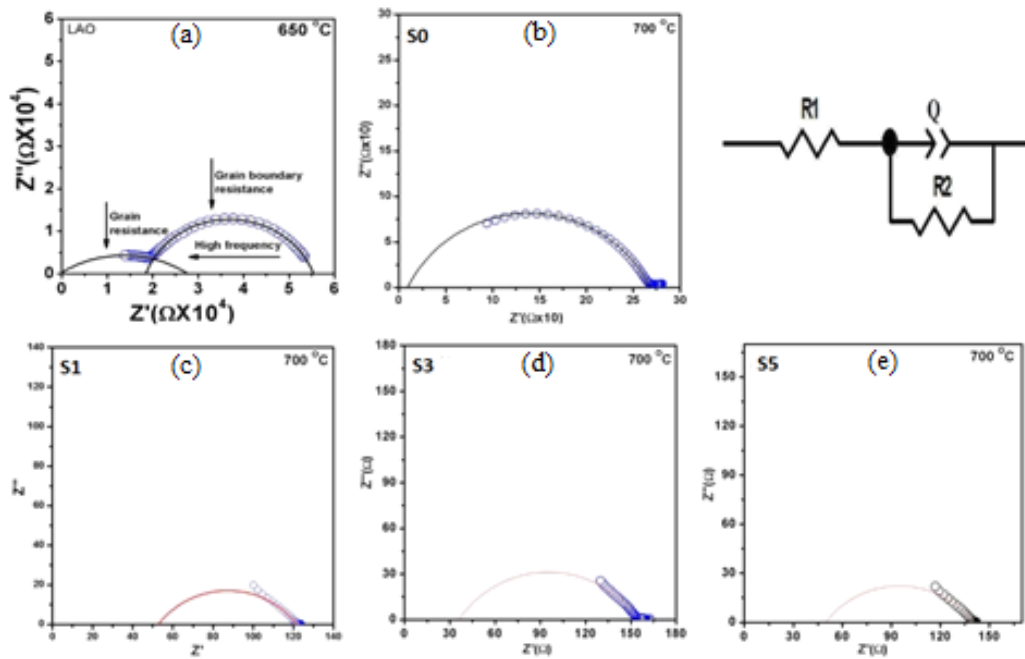 LAO (a) 650 °C
Z''(ΩX10⁴)
6
5
4
3
2
1
0
Grain boundary
resistance
Grain
resistance
High frequency
0 1 2 3 4 5 6
Z'(ΩX10⁴)
S0 (b) 700 °C
Z''(Ωx10)
30
25
20
15
10
5
0
0 5 10 15 20 25 30
Z'(Ωx10)
R1 Q
R2
S1 (c) 700 °C
Z''
140
120
100
80
60
40
20
0
0 20 40 60 80 100 120 140
Z'
S3 (d) 700 °C
Z''(Ω)
180
150
120
90
60
30
0
0 30 60 90 120 150 180
Z'(Ω)
S5 (e) 700 °C
Z''(Ω)
150
120
90
60
30
0
0 30 60 90 120 150
Z'(Ω)